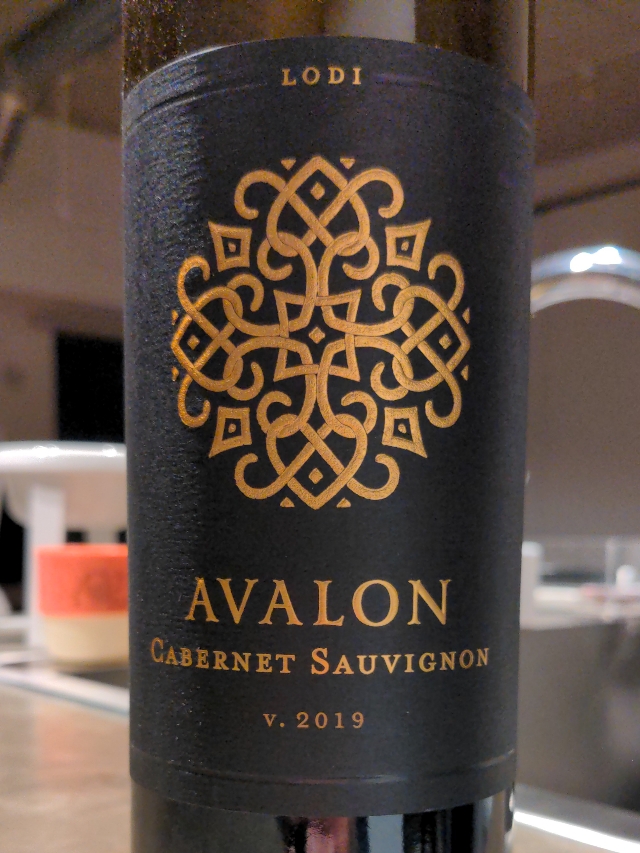 LODI
AVALON
CABERNET SAUVIGNON
v. 2019